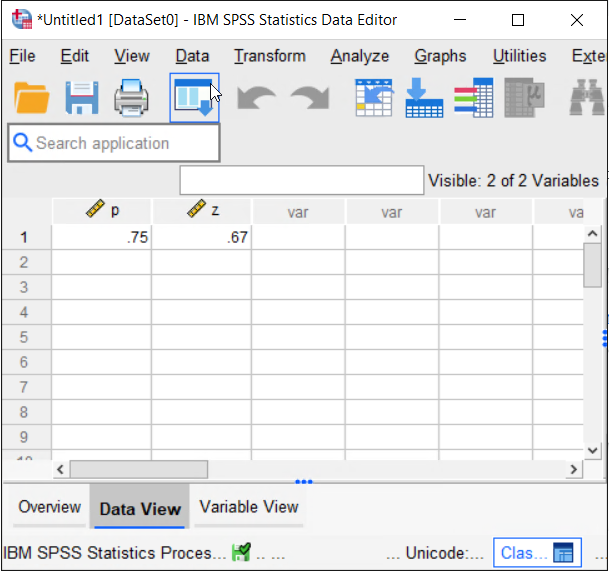 *Untitled1 [DataSet0] - IBM SPSS Statistics Data Editor
File Edit View Data Transform Analyze Graphs Utilities Exte
Search application
Visible: 2 of 2 Variables
p z var var var va
1 .75 .67
2
3
4
5
6
7
8
9
10
Overview Data View Variable View
IBM SPSS Statistics Proces... .. ... ... Unicode:... Clas... ...